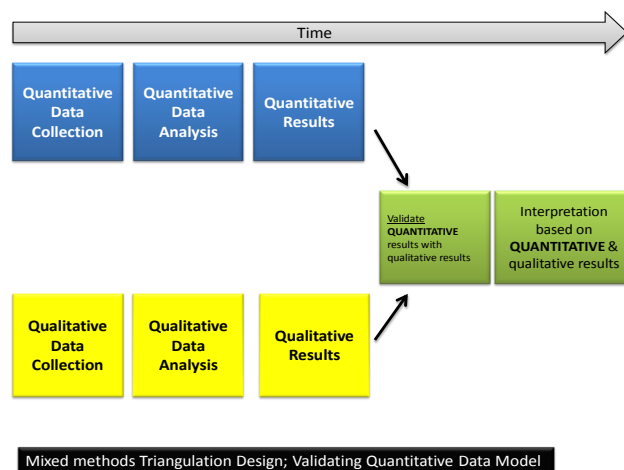 Time
Quantitative
Data
Collection
Quantitative
Data
Analysis
Quantitative
Results
Validate
QUANTITATIVE
results with
qualitative results
Interpretation
based on
QUANTITATIVE &
qualitative results
Qualitative
Data
Collection
Qualitative
Data
Analysis
Qualitative
Results
Mixed methods Triangulation Design; Validating Quantitative Data Model